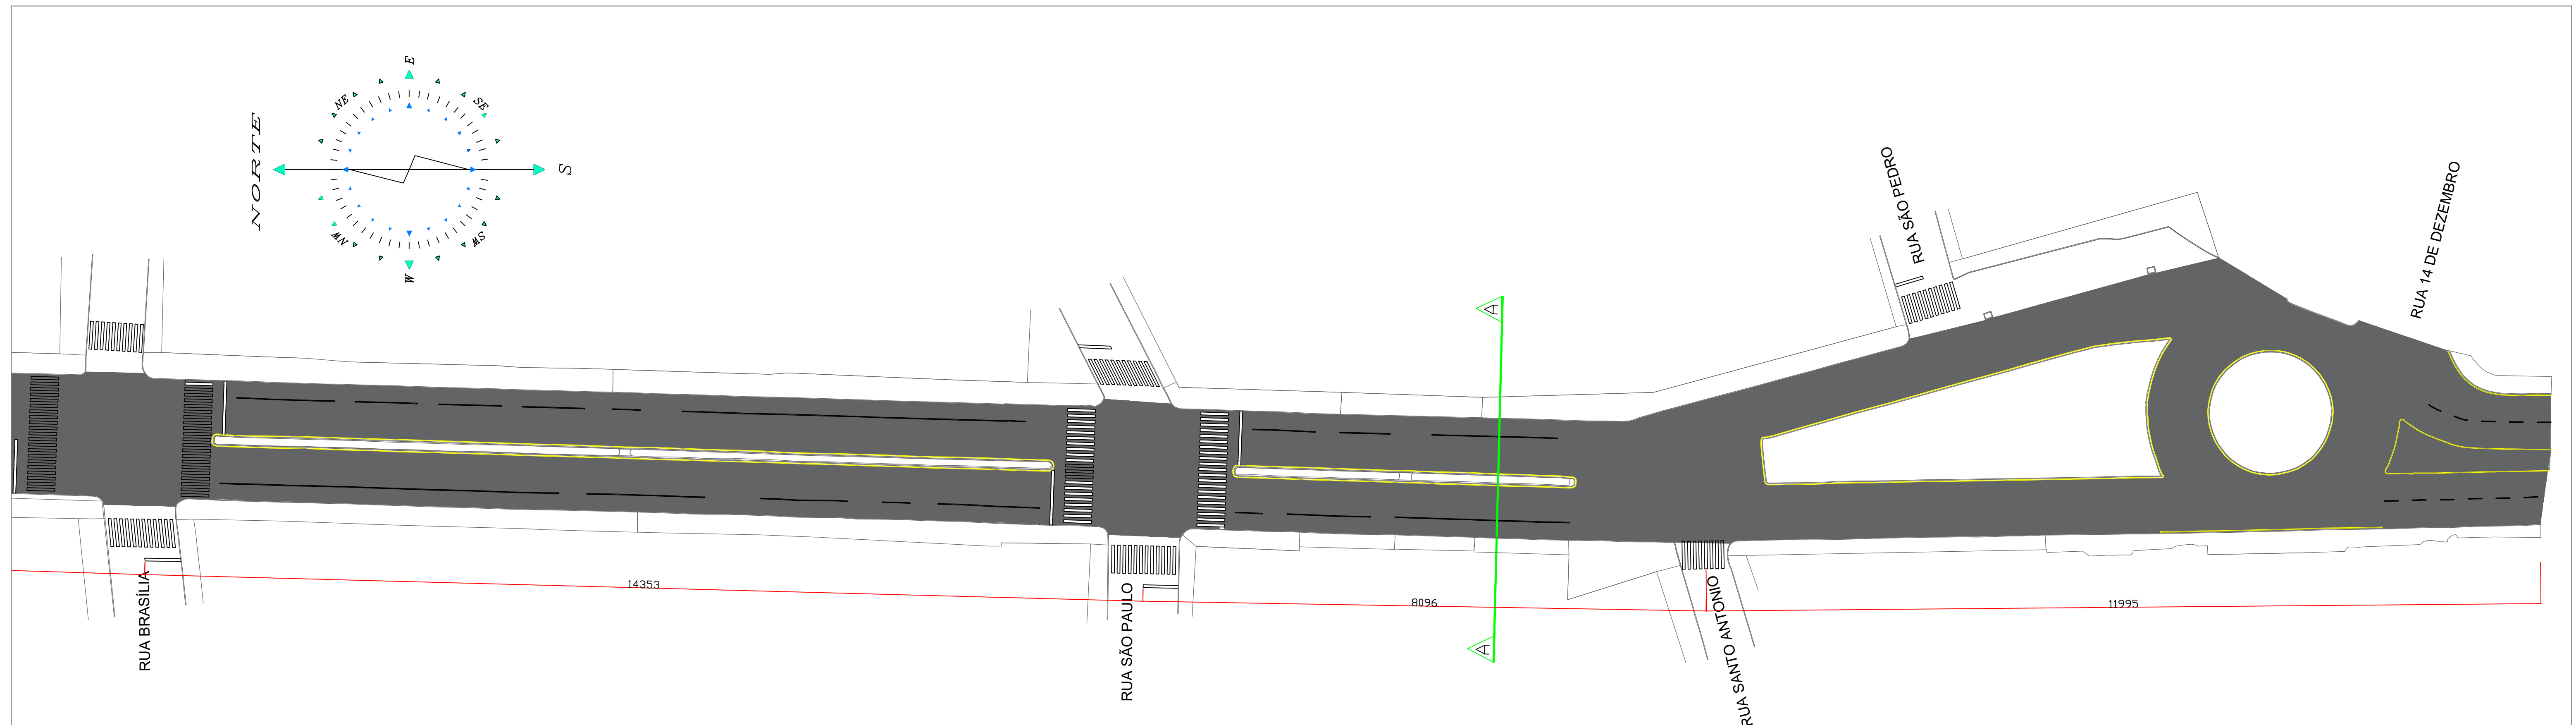 E
NE
SE
NORTE
S
NW
SW
W
RUA SÃO PEDRO
RUA 14 DE DEZEMBRO
A
14353
8096
11995
RUA BRASÍLIA
RUA SÃO PAULO
A
RUA SANTO ANTONIO